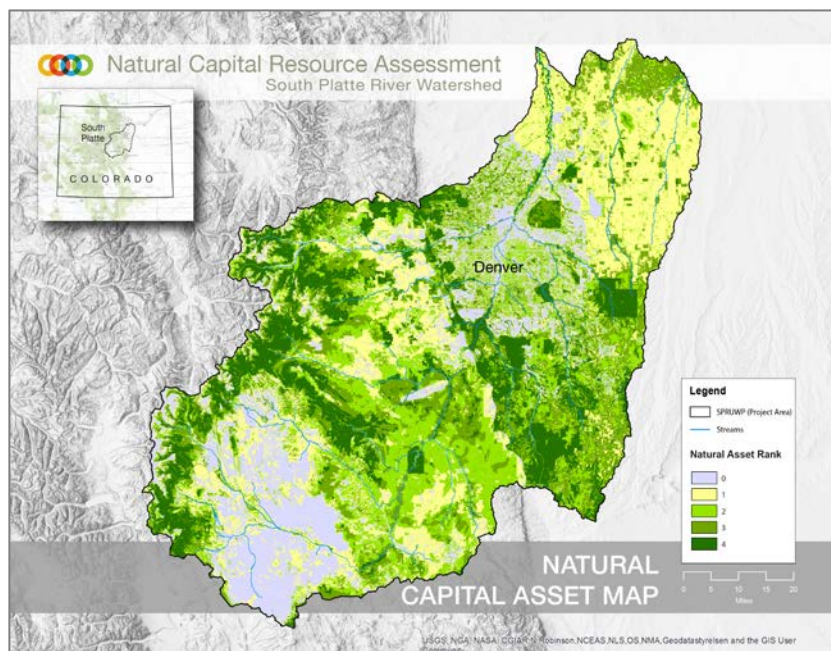 Natural Capital Resource Assessment
South Platte River Watershed
South
Platte
COLORADO
Denver
Legend
SPRUWP (Project Area)
Streams
Natural Asset Rank
0
1
2
3
4
NATURAL
CAPITAL ASSET MAP
0 5 10 20
Miles
USGS, NGA, NASA, CGIAR, N Robinson,NCEAS,NLS,OS,NMA,Geodatastyrelsen and the GIS User